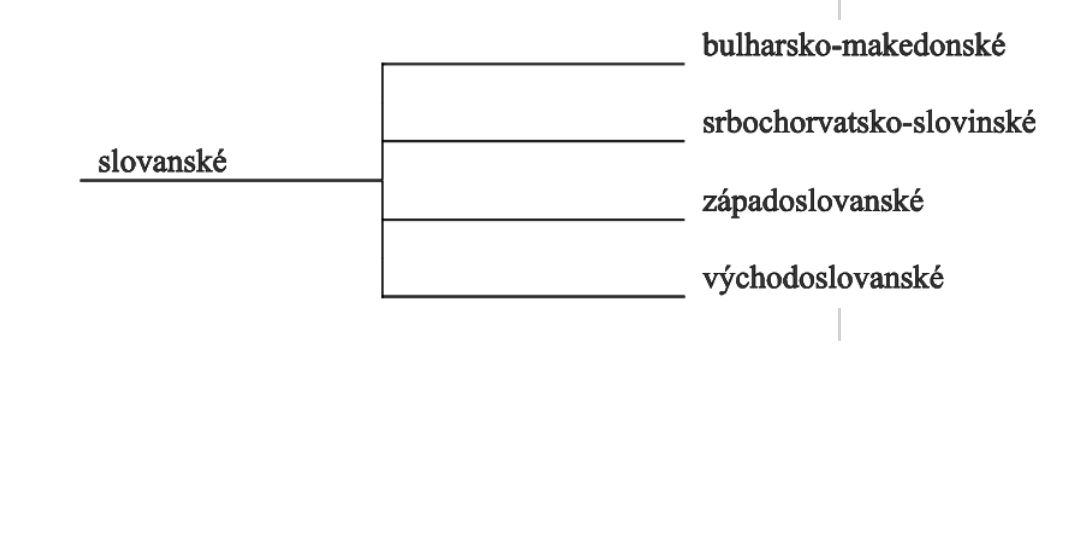 bulharsko-makedonské
srbochorvatsko-slovinské
slovanské
západoslovanské
východoslovanské